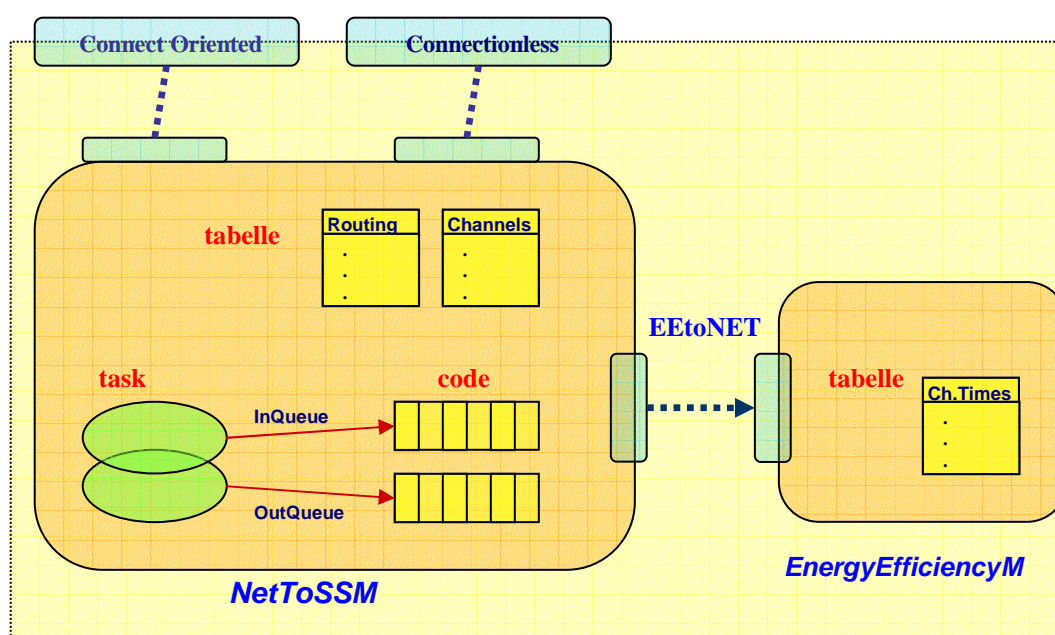 Connect Oriented
Connectionless
tabelle
Routing
Channels
.
.
.
.
.
.
EEtoNET
task
code
InQueue
OutQueue
tabelle
Ch.Times
.
.
.
NetToSSM
EnergyEfficiencyM